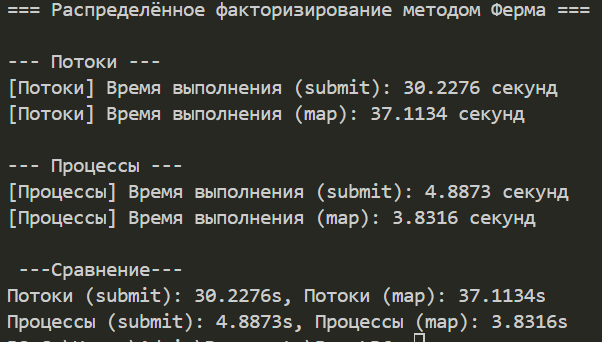 === Распределённое факторизирование методом Ферма ===
--- Потоки ---
[Потоки] Время выполнения (submit): 30.2276 секунд
[Потоки] Время выполнения (map): 37.1134 секунд
--- Процессы ---
[Процессы] Время выполнения (submit): 4.8873 секунд
[Процессы] Время выполнения (map): 3.8316 секунд
---Сравнение---
Потоки (submit): 30.2276s, Потоки (map): 37.1134s
Процессы (submit): 4.8873s, Процессы (map): 3.8316s